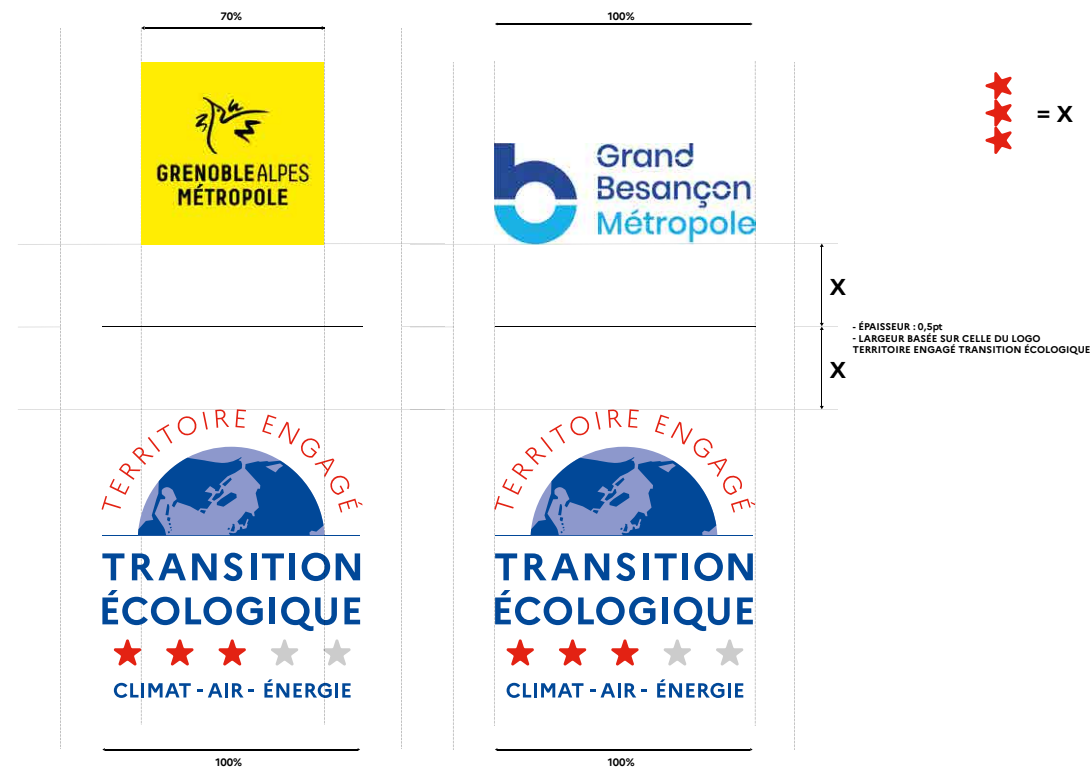 70%
100%
GRENOBLEALPES
MÉTROPOLE
Grand
Besançon
Métropole
= X
X
- ÉPAISSEUR : 0,5pt
- LARGEUR BASÉE SUR CELLE DU LOGO
TERRITOIRE ENGAGÉ TRANSITION ÉCOLOGIQUE
X
TERRITOIRE ENGAGÉ
TRANSITION
ÉCOLOGIQUE
CLIMAT - AIR - ÉNERGIE
100%
TERRITOIRE ENGAGÉ
TRANSITION
ÉCOLOGIQUE
CLIMAT - AIR - ÉNERGIE
100%